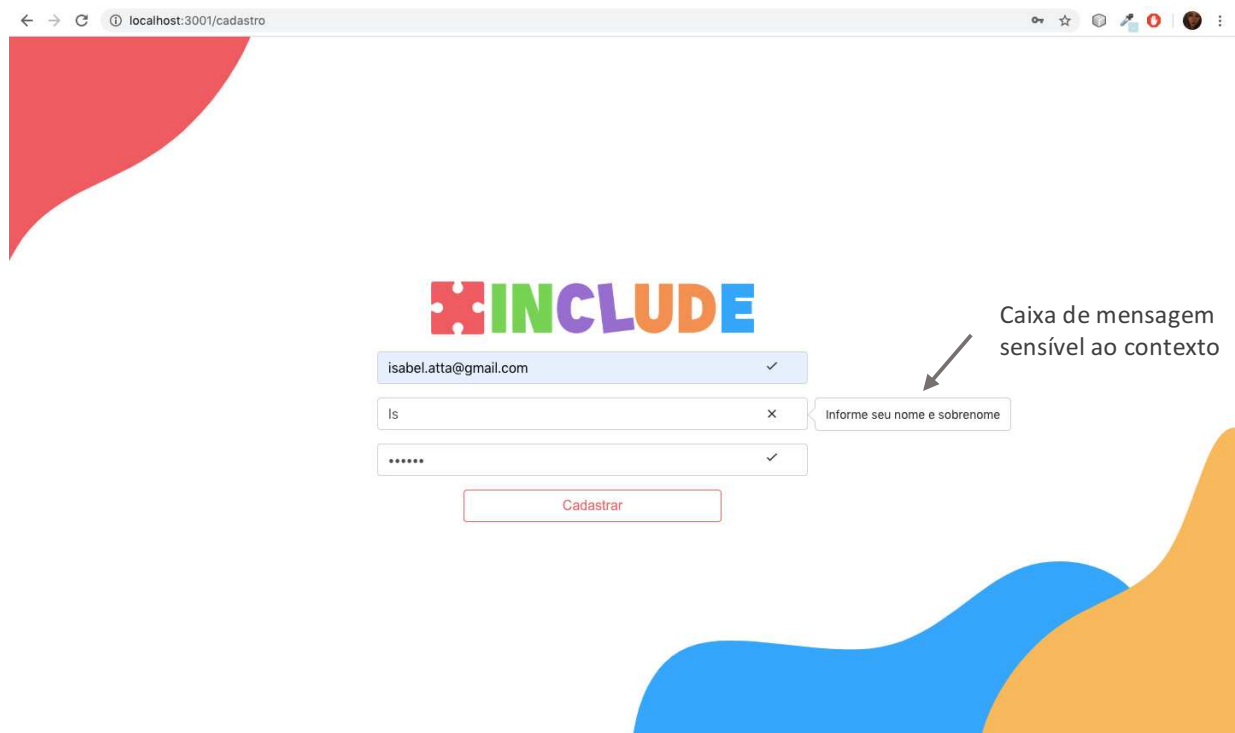 localhost:3001/cadastro
INCLUDE
Caixa de mensagem
sensível ao contexto
isabel.atta@gmail.com
Is
Informe seu nome e sobrenome
••••••
Cadastrar